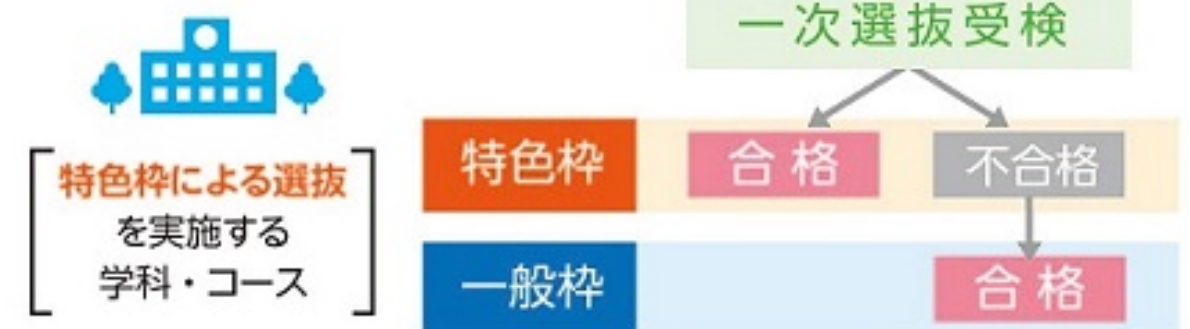 一次選抜受検
特色枠による選抜
を実施する
学科・コース
特色枠
合格
不合格
一般枠
合格